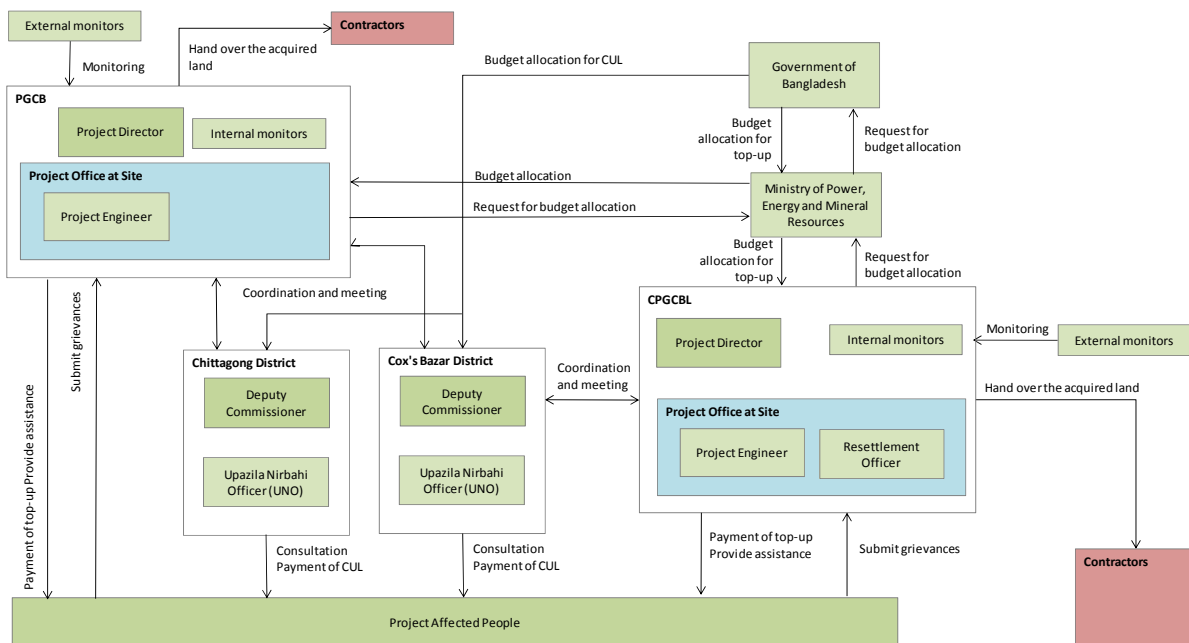 External monitors
Contractors
Hand over the acquired
land
Monitoring
Budget allocation for CUL
Government of
Bangladesh
PGCB
Project Director
Internal monitors
Budget
allocation for
top-up
Request for
budget allocation
Project Office at Site
Project Engineer
Budget allocation
Request for budget allocation
Ministry of Power,
Energy and Mineral
Resources
Budget
allocation for
top-up
Request for
budget allocation
Coordination and meeting
Payment of top-up Provide assistance
Submit grievances
CPGCBL
Project Director
Internal monitors
Monitoring
External monitors
Chittagong District
Deputy
Commissioner
Upazila Nirbahi
Officer (UNO)
Cox's Bazar District
Deputy
Commissioner
Upazila Nirbahi
Officer (UNO)
Coordination
and meeting
Hand over the acquired land
Project Office at Site
Project Engineer
Resettlement
Officer
Consultation
Payment of CUL
Consultation
Payment of CUL
Payment of top-up
Provide assistance
Submit grievances
Contractors
Project Affected People